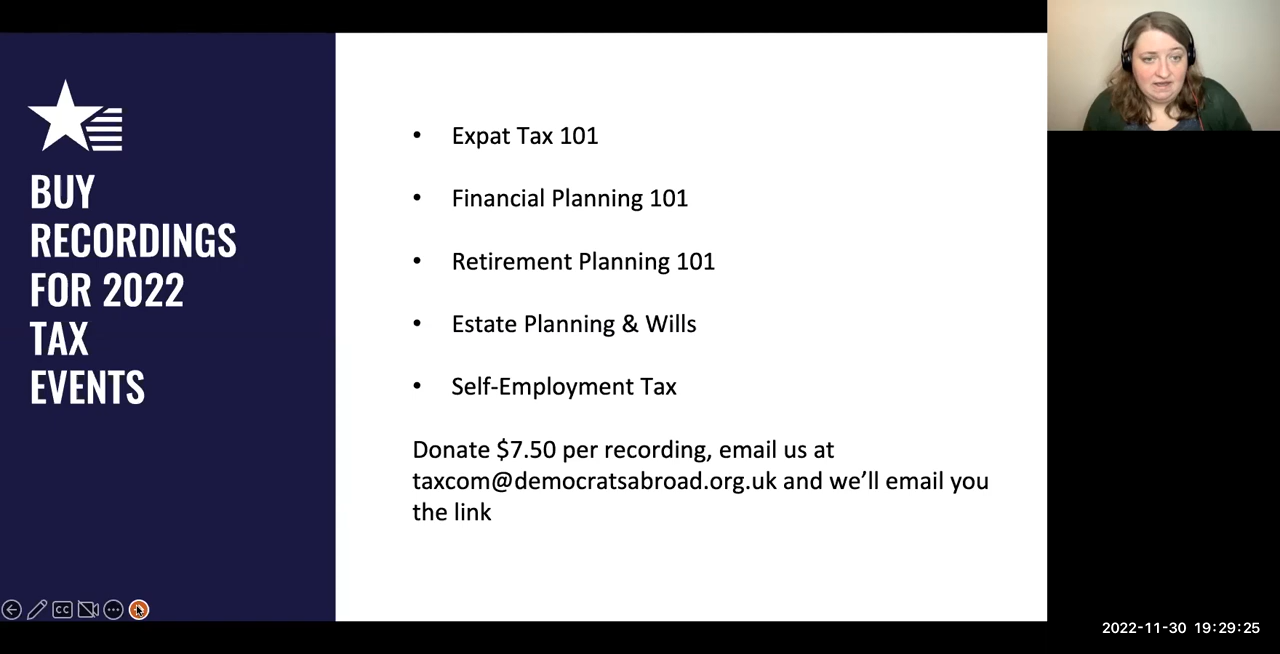 BUY
RECORDINGS
FOR 2022
TAX
EVENTS
• Expat Tax 101
• Financial Planning 101
• Retirement Planning 101
• Estate Planning & Wills
• Self-Employment Tax
Donate $7.50 per recording, email us at
taxcom@democratsabroad.org.uk and we’ll email you
the link
CC
2022-11-30 19:29:25